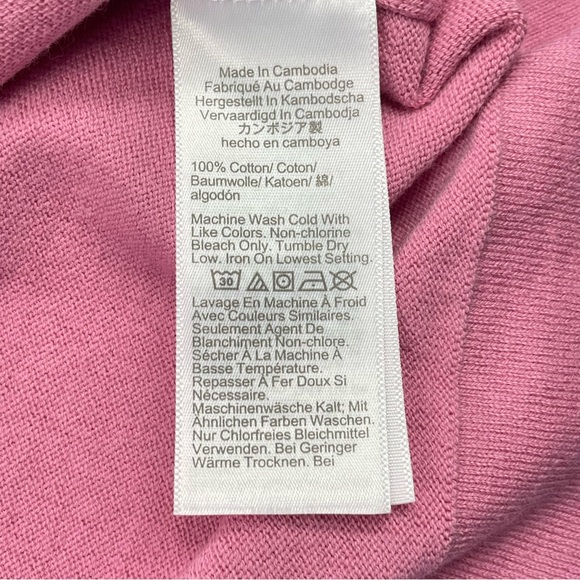 Made In Cambodia
Fabriqué Au Cambodge
Hergestellt In Kambodscha
Vervaardigd In Cambodja
カンボジア製
hecho en camboya
100% Cotton/ Coton/
Baumwolle/ Katoen/ 綿/
algodón
Machine Wash Cold With
Like Colors. Non-chlorine
Bleach Only. Tumble Dry
Low. Iron On Lowest Setting.
30
Lavage En Machine À Froid
Avec Couleurs Similaires.
Seulement Agent De
Blanchiment Non-chlore.
Sécher À La Machine À
Basse Température.
Repasser À Fer Doux Si
Nécessaire.
Maschinenwäsche Kalt; Mit
Ähnlichen Farben Waschen.
Nur Chlorfreies Bleichmittel
Verwenden. Bei Geringer
Wärme Trocknen. Bei